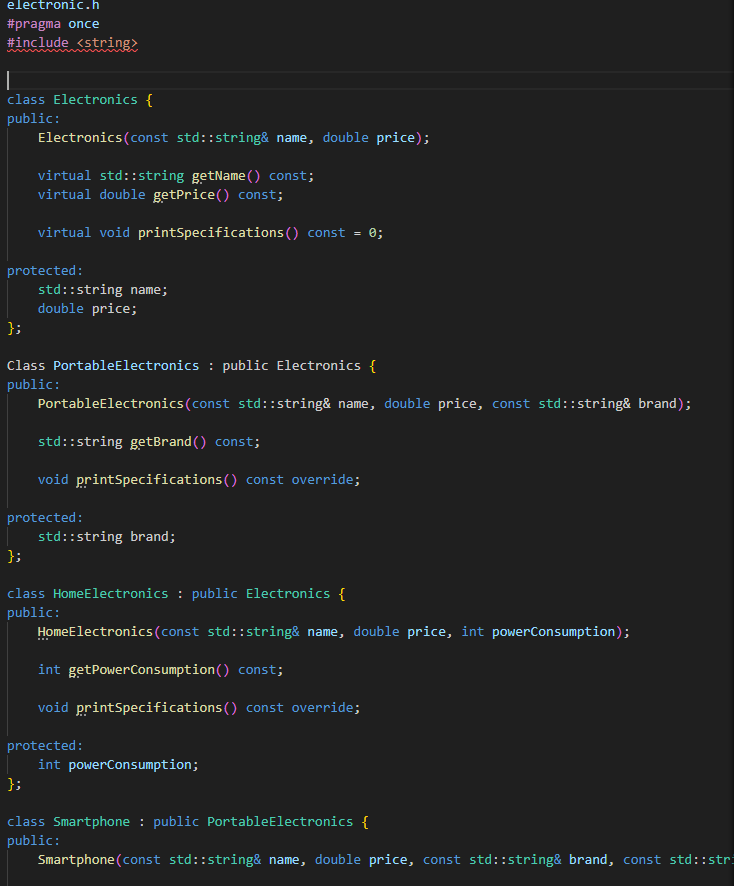 electronic.h
#pragma once
#include <string>
class Electronics {
public:
    Electronics(const std::string& name, double price);
    virtual std::string getName() const;
    virtual double getPrice() const;
    virtual void printSpecifications() const = 0;
protected:
    std::string name;
    double price;
};
Class PortableElectronics : public Electronics {
public:
    PortableElectronics(const std::string& name, double price, const std::string& brand);
    std::string getBrand() const;
    void printSpecifications() const override;
protected:
    std::string brand;
};
class HomeElectronics : public Electronics {
public:
    HomeElectronics(const std::string& name, double price, int powerConsumption);
    int getPowerConsumption() const;
    void printSpecifications() const override;
protected:
    int powerConsumption;
};
class Smartphone : public PortableElectronics {
public:
    Smartphone(const std::string& name, double price, const std::string& brand, const std::str